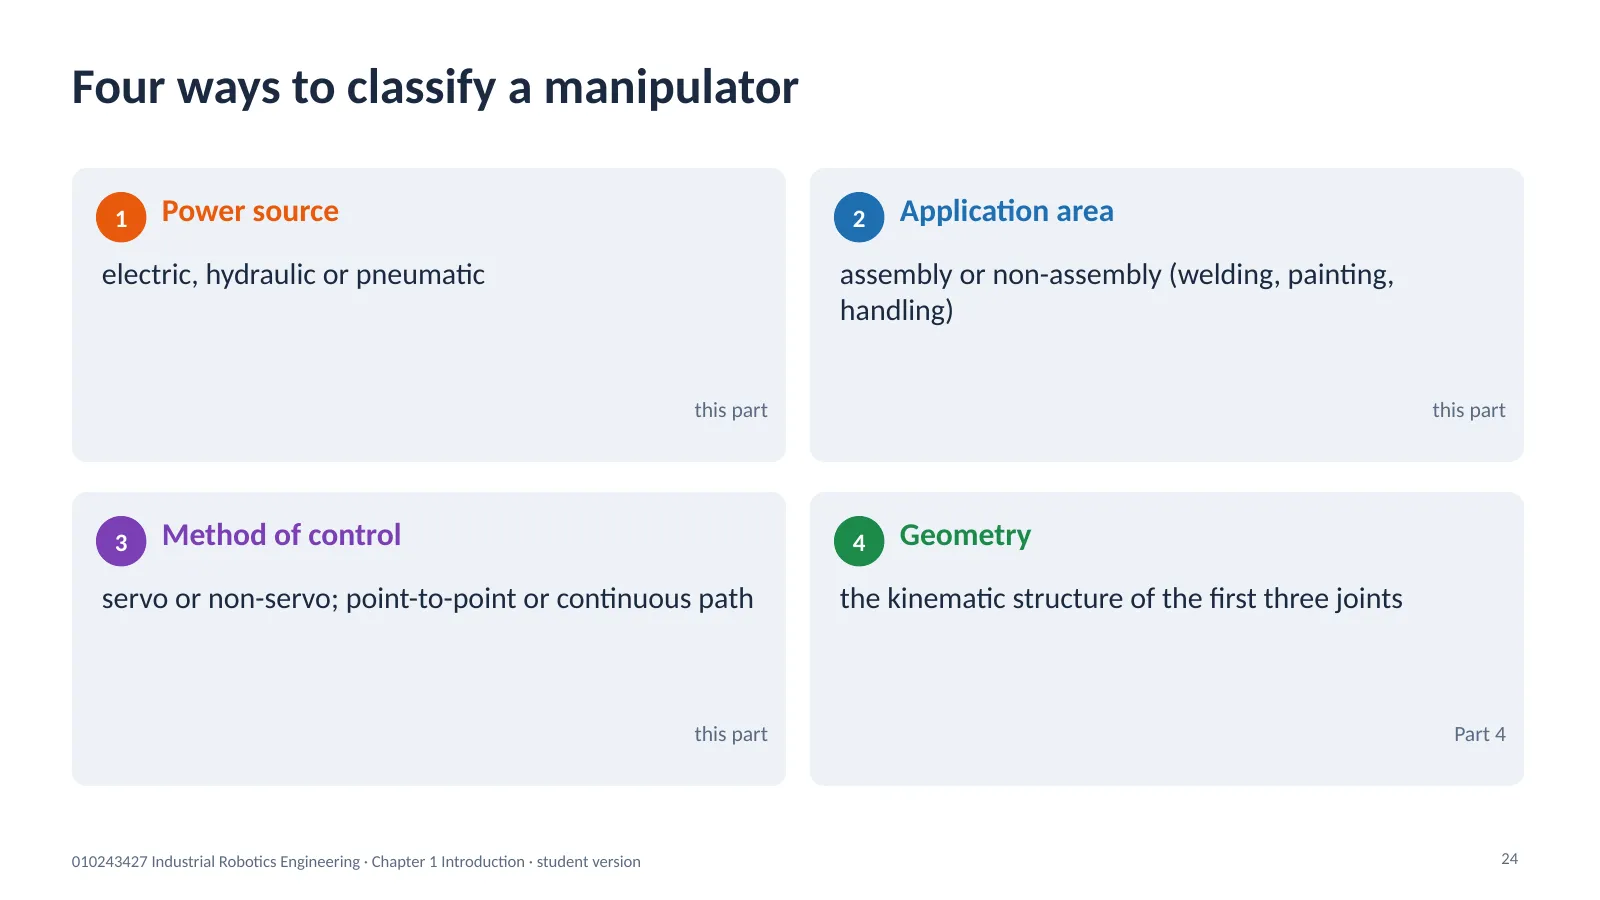 Four ways to classify a manipulator
1 Power source
electric, hydraulic or pneumatic
this part
2 Application area
assembly or non-assembly (welding, painting,
handling)
this part
3 Method of control
servo or non-servo; point-to-point or continuous path
this part
4 Geometry
the kinematic structure of the first three joints
Part 4
010243427 Industrial Robotics Engineering · Chapter 1 Introduction · student version
24